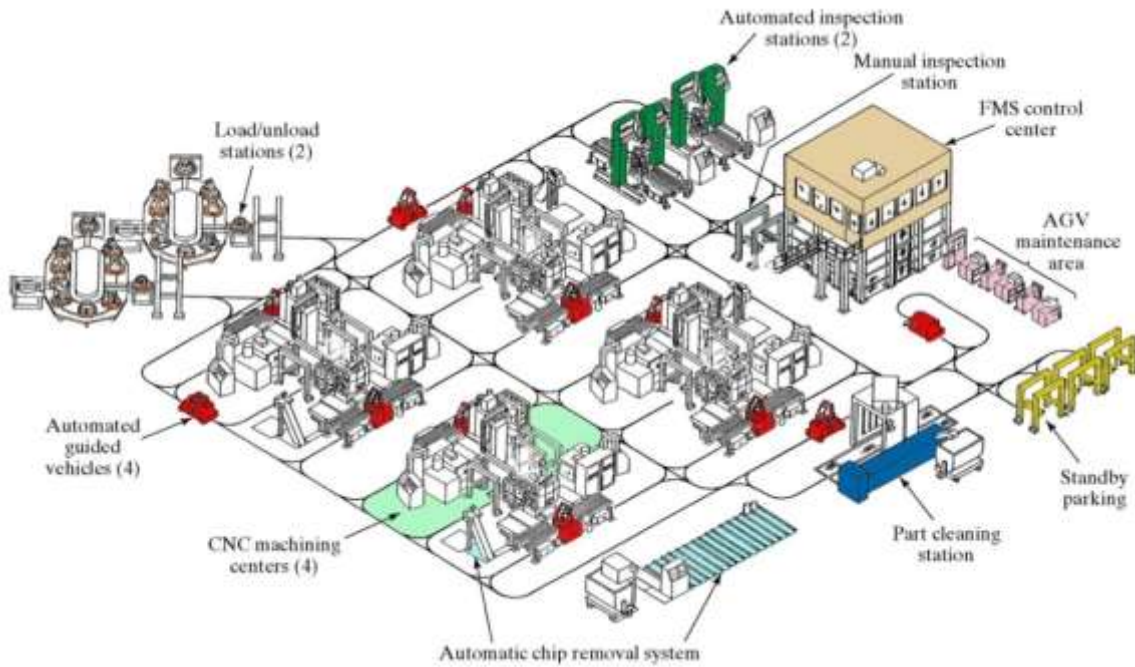 Automated inspection
stations (2)
Manual inspection
station
FMS control
center
Load/unload
stations (2)
AGV
maintenance
area
Automated
guided
vehicles (4)
Standby
parking
CNC machining
centers (4)
Part cleaning
station
Automatic chip removal system